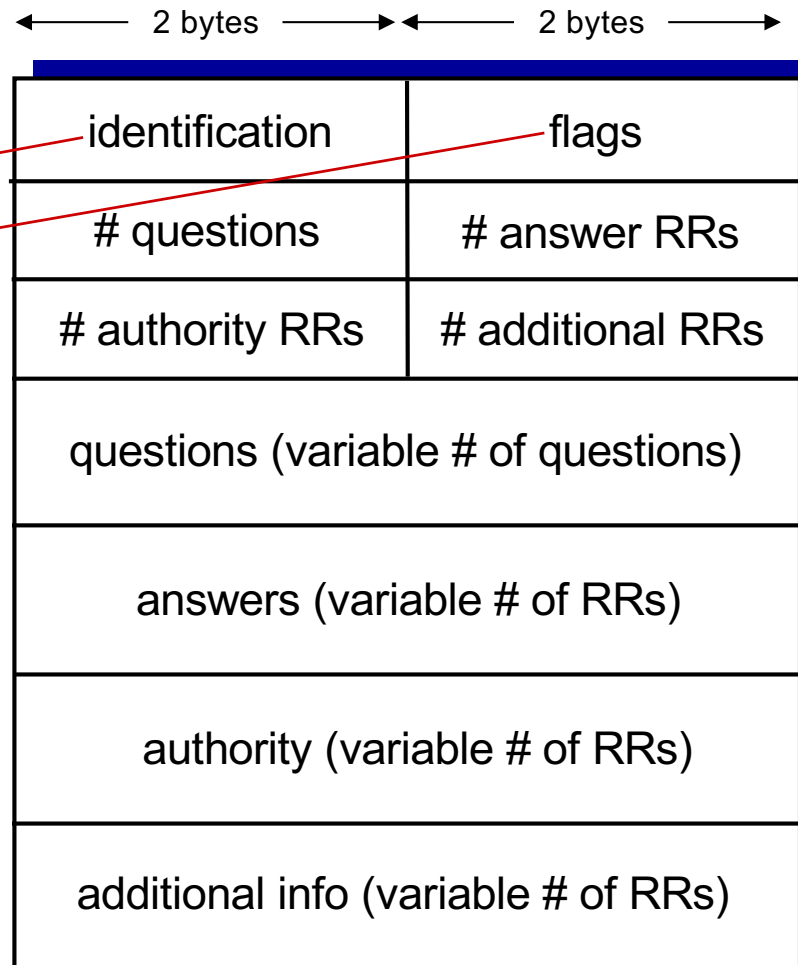 2 bytes 2 bytes
identification flags
# questions # answer RRs
# authority RRs # additional RRs
questions (variable # of questions)
answers (variable # of RRs)
authority (variable # of RRs)
additional info (variable # of RRs)